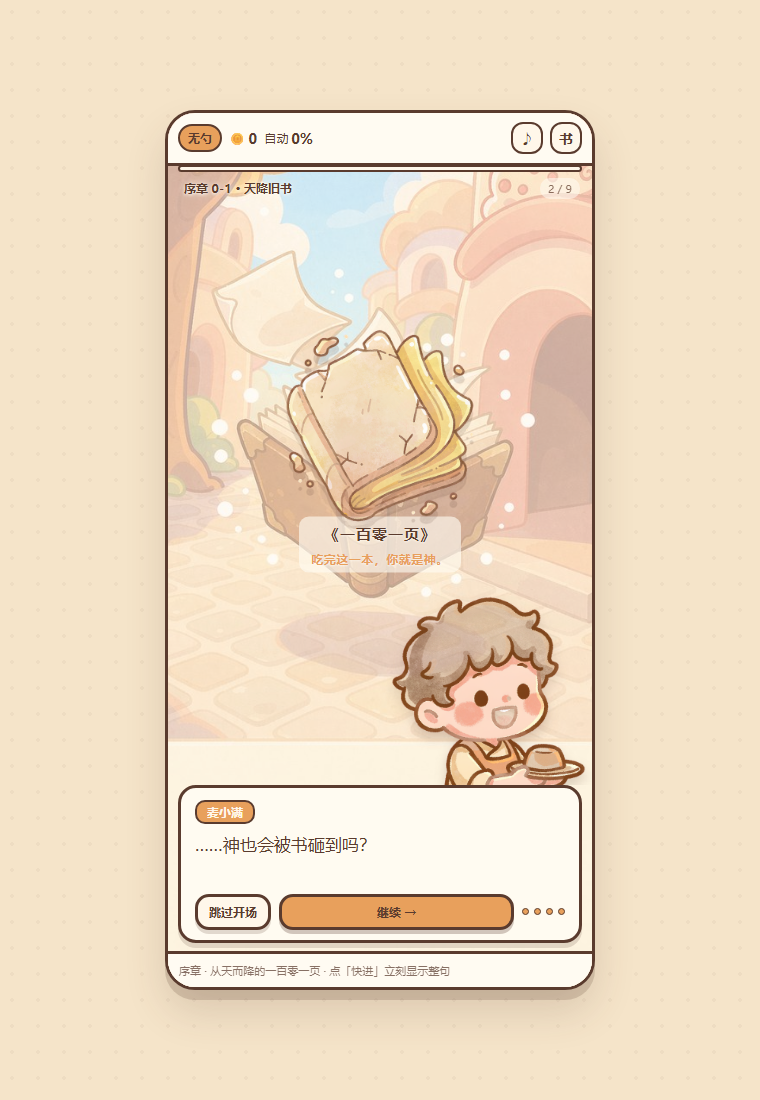 无勺 0 自动 0% ♪ 书
序章 0-1 · 天降旧书 2 / 9
《一百零一页》
吃完这一本，你就是神。
麦小满
……神也会被书砸到吗？
跳过开场 继续 →
序章 · 从天而降的一百零一页 · 点「快进」立刻显示整句